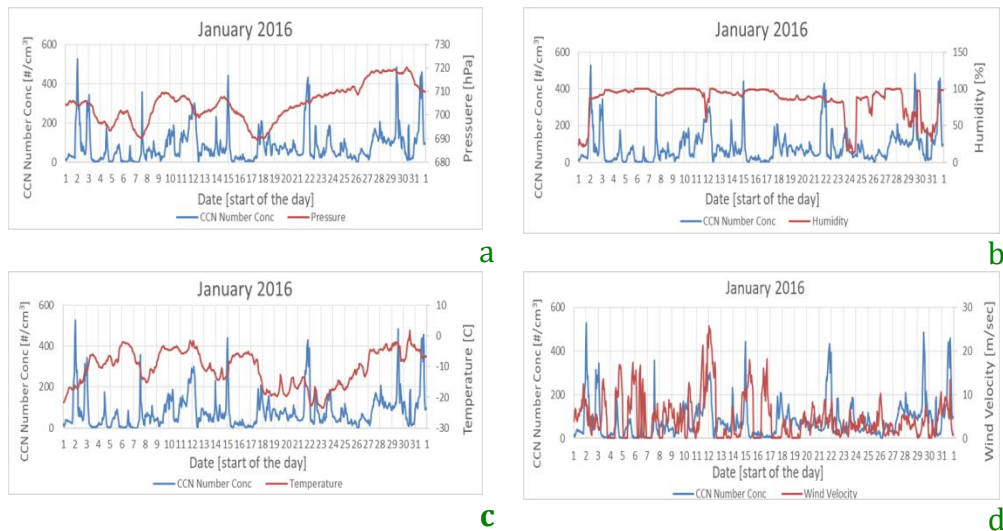 January 2016
CCN Number Conc [#/cm³]
600
400
200
0
730
720
710
700
690
680
Pressuure [hPa]
1 2 3 4 5 6 7 8 9 10 11 12 13 14 15 16 17 18 19 20 21 22 23 24 25 26 27 28 29 30 31 1
Date [start of the day]
CCN Number Conc Pressure
a
January 2016
CCN Number Conc [#/cm³]
600
400
200
0
150
100
50
0
Humidity [%]
1 2 3 4 5 6 7 8 9 10 11 12 13 14 15 16 17 18 19 20 21 22 23 24 25 26 27 28 29 30 31 1
Date [start of the day]
CCN Number Conc Humidity
b
January 2016
CCN Number Conc [#/cm³]
600
400
200
0
10
0
-10
-20
-30
Temperature [C]
1 2 3 4 5 6 7 8 9 10 11 12 13 14 15 16 17 18 19 20 21 22 23 24 25 26 27 28 29 30 31 1
Date [start of the day]
CCN Number Conc Temperature
c
January 2016
CCN Number Conc [#/cm³]
600
400
200
0
30
20
10
0
Wind Velocity [m/sec]
1 2 3 4 5 6 7 8 9 10 11 12 13 14 15 16 17 18 19 20 21 22 23 24 25 26 27 28 29 30 31 1
Date [start of the day]
CCN Number Conc Wind Velocity
d